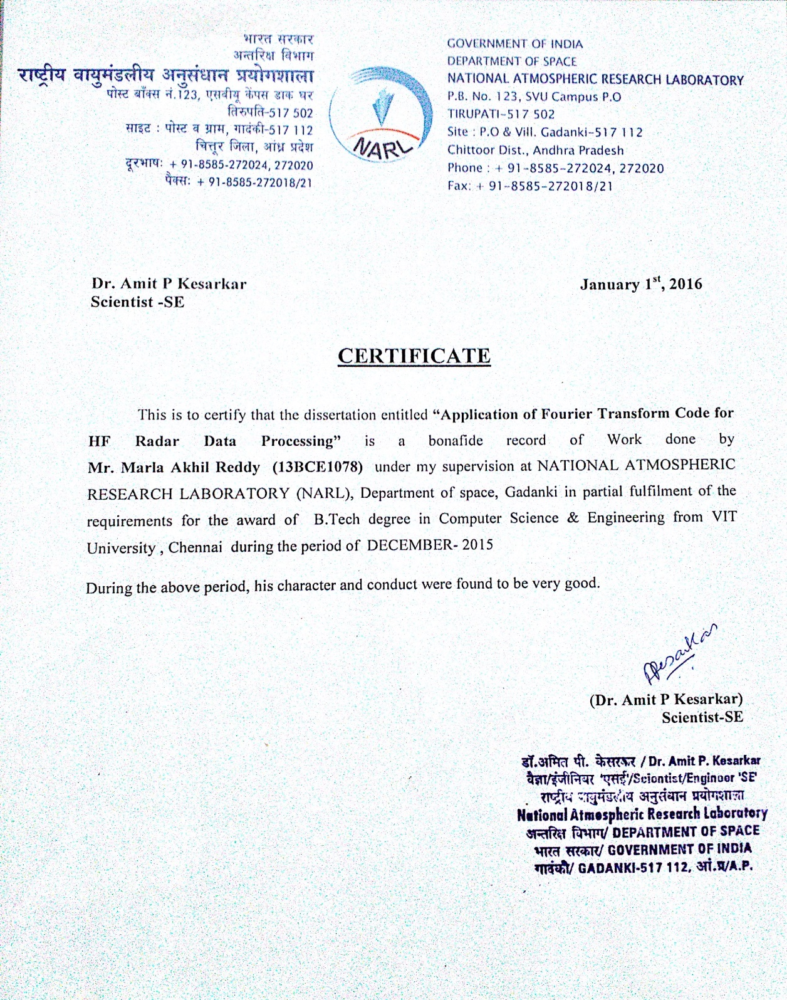 भारत सरकार
अन्तरिक्ष विभाग
राष्ट्रीय वायुमंडलीय अनुसंधान प्रयोगशाला
पोस्ट बॉक्स नं.123, एसवीयू केंपस डाक घर
तिरुपति-517 502
साइट : पोस्ट व ग्राम, गादंकी-517 112
चित्तूर जिला, आंध्र प्रदेश
दूरभाषः + 91-8585-272024, 272020
पैक्सः + 91-8585-272018/21
NARL
GOVERNMENT OF INDIA
DEPARTMENT OF SPACE
NATIONAL ATMOSPHERIC RESEARCH LABORATORY
P.B. No. 123, SVU Campus P.O
TIRUPATI-517 502
Site : P.O & Vill. Gadanki-517 112
Chittoor Dist., Andhra Pradesh
Phone : + 91-8585-272024, 272020
Fax: + 91-8585-272018/21
Dr. Amit P Kesarkar
Scientist -SE
January 1st, 2016
CERTIFICATE
This is to certify that the dissertation entitled “Application of Fourier Transform Code for
HF Radar Data Processing” is a bonafide record of Work done by
Mr. Marla Akhil Reddy (13BCE1078) under my supervision at NATIONAL ATMOSPHERIC
RESEARCH LABORATORY (NARL), Department of space, Gadanki in partial fulfilment of the
requirements for the award of B.Tech degree in Computer Science & Engineering from VIT
University , Chennai during the period of DECEMBER- 2015
During the above period, his character and conduct were found to be very good.
(Dr. Amit P Kesarkar)
Scientist-SE
डॉ.अमित पी. केसरकर / Dr. Amit P. Kesarkar
वैज्ञा/इंजीनियर 'एसई'/Scientist/Engineer 'SE'
राष्ट्रीय वायुमंडलीय अनुसंधान प्रयोगशाला
National Atmospheric Research Laboratory
अन्तरिक्ष विभाग/ DEPARTMENT OF SPACE
भारत सरकार/ GOVERNMENT OF INDIA
गादंकी/ GADANKI-517 112, आं.प्र/A.P.